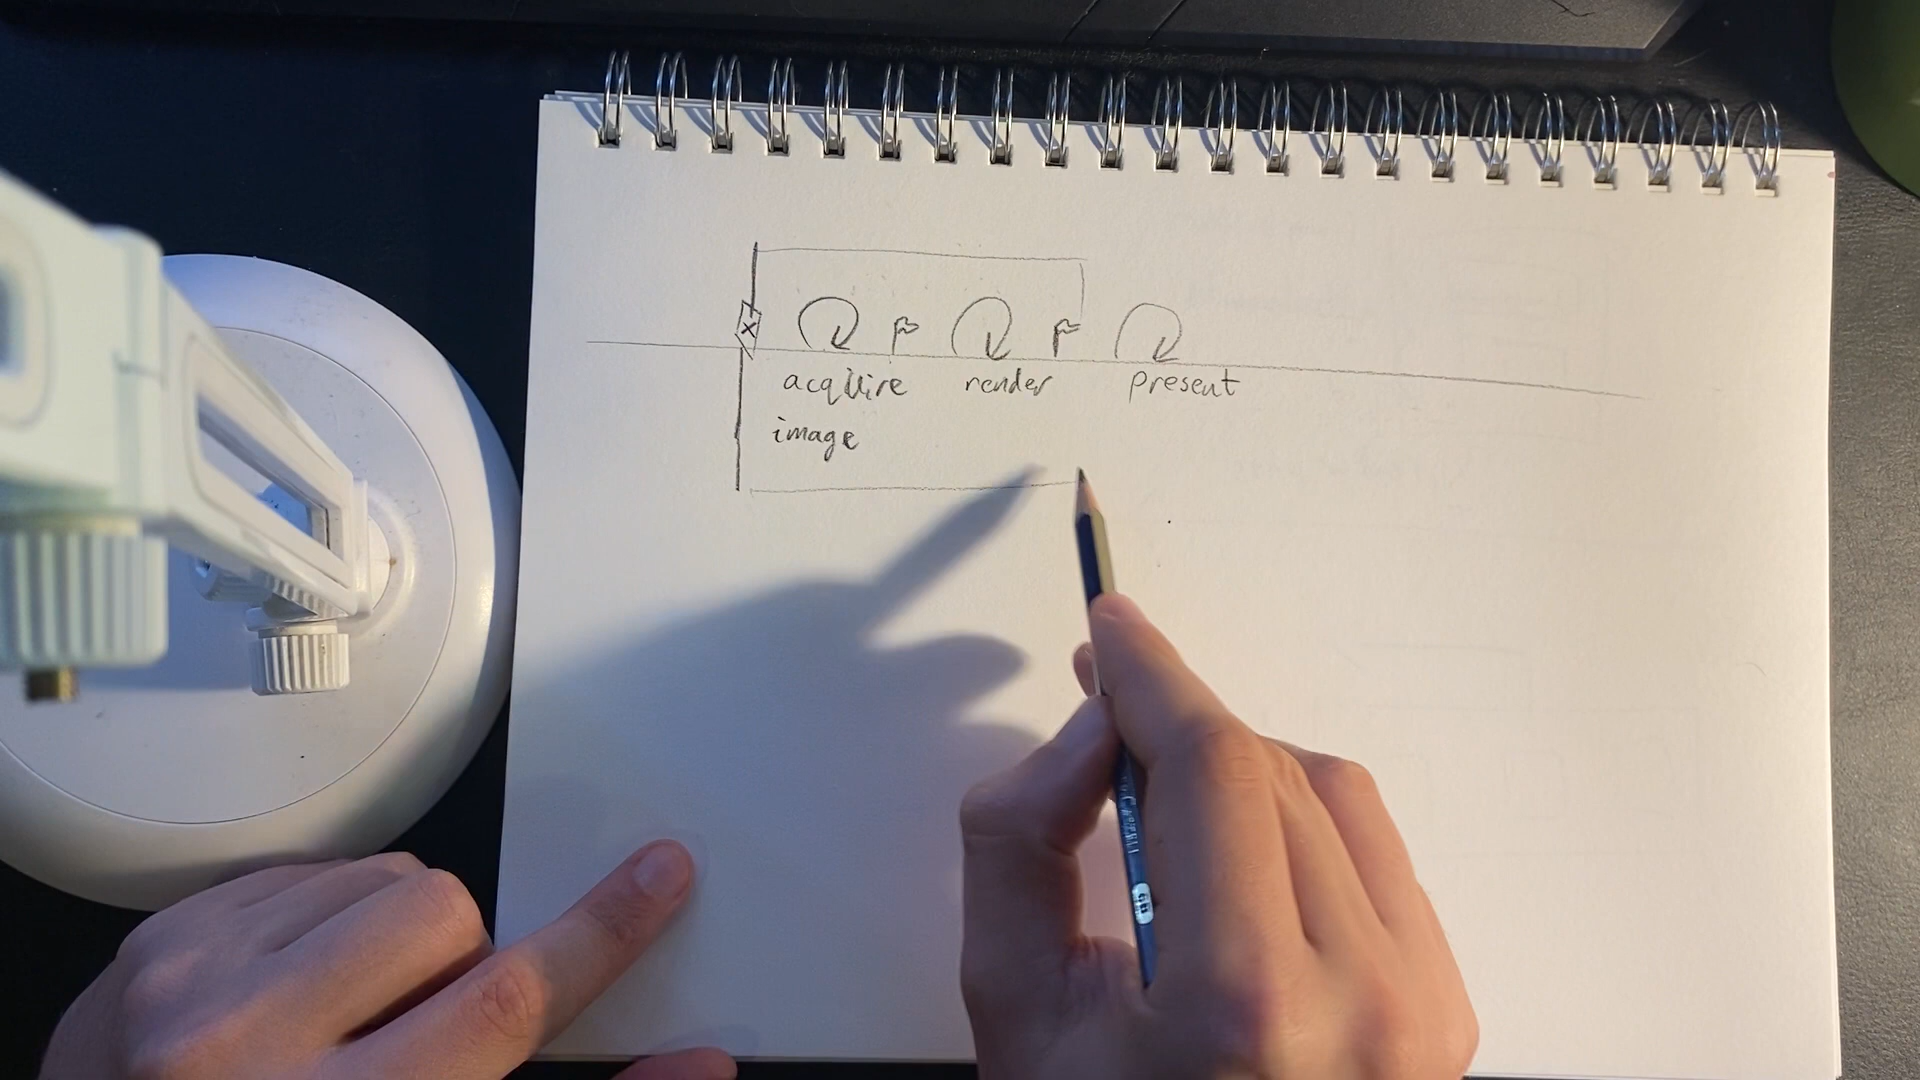 x
acquire render present
image